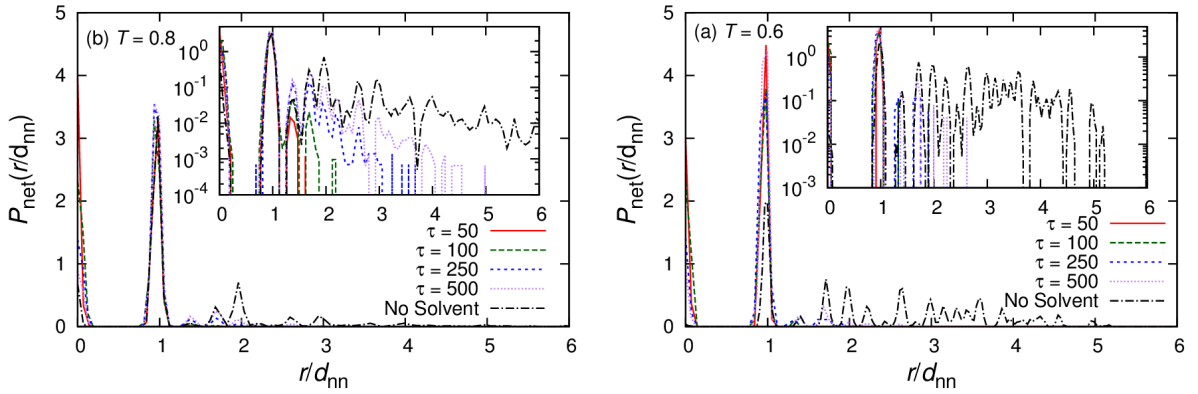 (b) T = 0.8
P_net(r/d_nn)
5
4
3
2
1
0
0 1 2 3 4 5 6
r/d_nn
10^0
10^-1
10^-2
10^-3
10^-4
0 1 2 3 4 5 6
τ = 50
τ = 100
τ = 250
τ = 500
No Solvent
(a) T = 0.6
P_net(r/d_nn)
5
4
3
2
1
0
0 1 2 3 4 5 6
r/d_nn
10^0
10^-1
10^-2
10^-3
0 1 2 3 4 5 6
τ = 50
τ = 100
τ = 250
τ = 500
No Solvent